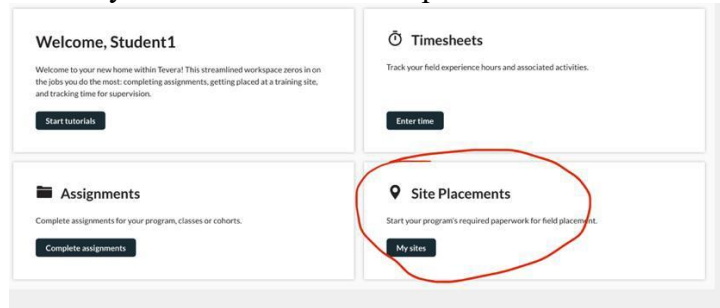 Welcome, Student1
Welcome to your new home within Tevera! This streamlined workspace zeros in on
the jobs you do the most: completing assignments, getting placed at a training site,
and tracking time for supervision.
Start tutorials
Timesheets
Track your field experience hours and associated activities.
Enter time
Assignments
Complete assignments for your program, classes or cohorts.
Complete assignments
Site Placements
Start your program's required paperwork for field placement.
My sites